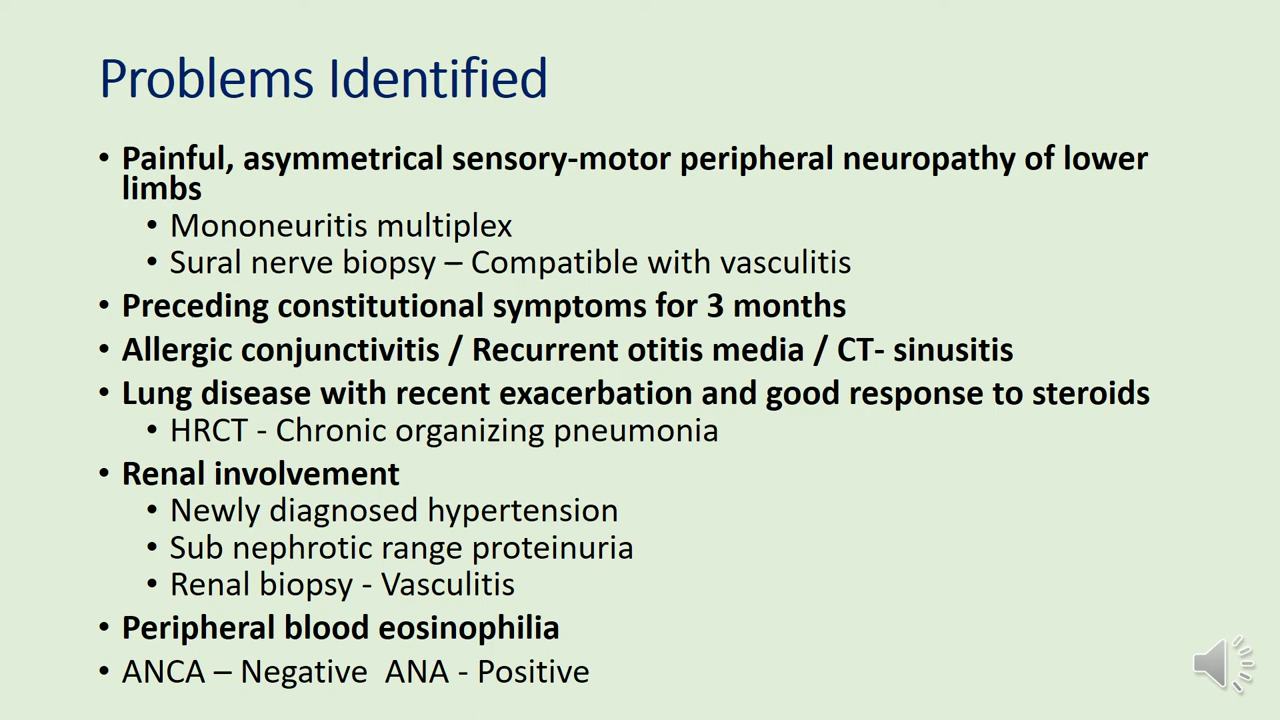 Problems Identified
• Painful, asymmetrical sensory-motor peripheral neuropathy of lower
limbs
• Mononeuritis multiplex
• Sural nerve biopsy – Compatible with vasculitis
• Preceding constitutional symptoms for 3 months
• Allergic conjunctivitis / Recurrent otitis media / CT- sinusitis
• Lung disease with recent exacerbation and good response to steroids
• HRCT - Chronic organizing pneumonia
• Renal involvement
• Newly diagnosed hypertension
• Sub nephrotic range proteinuria
• Renal biopsy - Vasculitis
• Peripheral blood eosinophilia
• ANCA – Negative  ANA - Positive